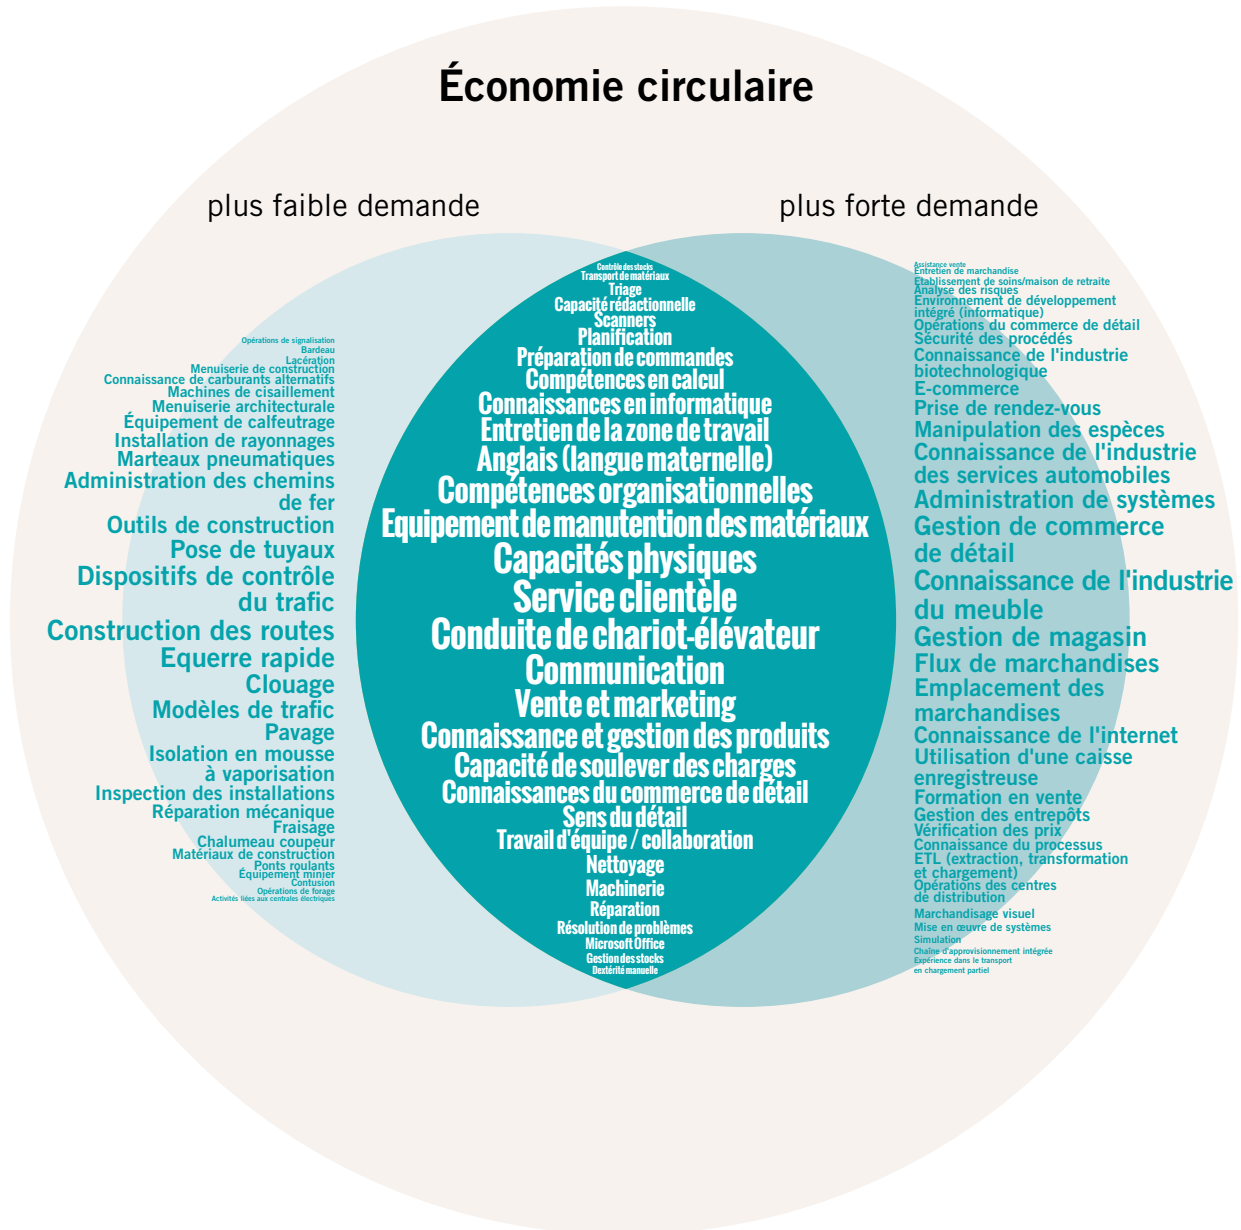 Économie circulaire
plus faible demande
plus forte demande
Opérations de signalisation
Bardeau
Lacération
Menuiserie de construction
Connaissance de carburants alternatifs
Machines de cisaillement
Menuiserie architecturale
Équipement de calfeutrage
Installation de rayonnages
Marteaux pneumatiques
Administration des chemins
de fer
Outils de construction
Pose de tuyaux
Dispositifs de contrôle
du trafic
Construction des routes
Equerre rapide
Clouage
Modèles de trafic
Pavage
Isolation en mousse
à vaporisation
Inspection des installations
Réparation mécanique
Fraisage
Chalumeau coupeur
Matériaux de construction
Ponts roulants
Équipement minier
Contusion
Opérations de forage
Activités liées aux centrales électriques
Contrôle des stocks
Transport de matériaux
Triage
Capacité rédactionnelle
Scanners
Planification
Préparation de commandes
Compétences en calcul
Connaissances en informatique
Entretien de la zone de travail
Anglais (langue maternelle)
Compétences organisationnelles
Equipement de manutention des matériaux
Capacités physiques
Service clientèle
Conduite de chariot-élévateur
Communication
Vente et marketing
Connaissance et gestion des produits
Capacité de soulever des charges
Connaissances du commerce de détail
Sens du détail
Travail d'équipe / collaboration
Nettoyage
Machinerie
Réparation
Résolution de problèmes
Microsoft Office
Gestion des stocks
Dextérité manuelle
Assistance vente
Entretien de marchandise
Établissement de soins/maison de retraite
Analyse des risques
Environnement de développement
intégré (informatique)
Opérations du commerce de détail
Sécurité des procédés
Connaissance de l'industrie
biotechnologique
E-commerce
Prise de rendez-vous
Manipulation des espèces
Connaissance de l'industrie
des services automobiles
Administration de systèmes
Gestion de commerce
de détail
Connaissance de l'industrie
du meuble
Gestion de magasin
Flux de marchandises
Emplacement des
marchandises
Connaissance de l'internet
Utilisation d'une caisse
enregistreuse
Formation en vente
Gestion des entrepôts
Vérification des prix
Connaissance du processus
ETL (extraction, transformation
et chargement)
Opérations des centres
de distribution
Marchandisage visuel
Mise en œuvre de systèmes
Simulation
Chaîne d'approvisionnement intégrée
Expérience dans le transport
en chargement partiel